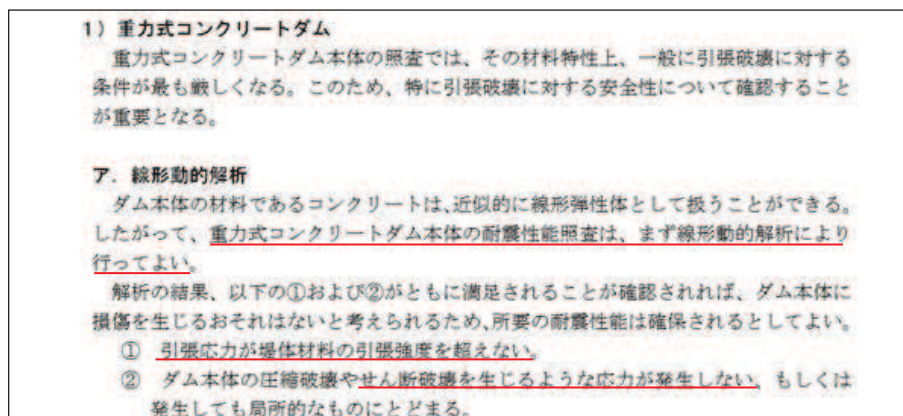 1）重力式コンクリートダム
重力式コンクリートダム本体の照査では、その材料特性上、一般に引張破壊に対する
条件が最も厳しくなる。このため、特に引張破壊に対する安全性について確認すること
が重要となる。
ア．線形動的解析
ダム本体の材料であるコンクリートは、近似的に線形弾性体として扱うことができる。
したがって、重力式コンクリートダム本体の耐震性能照査は、まず線形動的解析により
行ってよい。
解析の結果、以下の①および②がともに満足されることが確認されれば、ダム本体に
損傷を生じるおそれはないと考えられるため、所要の耐震性能は確保されるとしてよい。
① 引張応力が堤体材料の引張強度を超えない。
② ダム本体の圧縮破壊やせん断破壊を生じるような応力が発生しない、もしくは
発生しても局所的なものにとどまる。